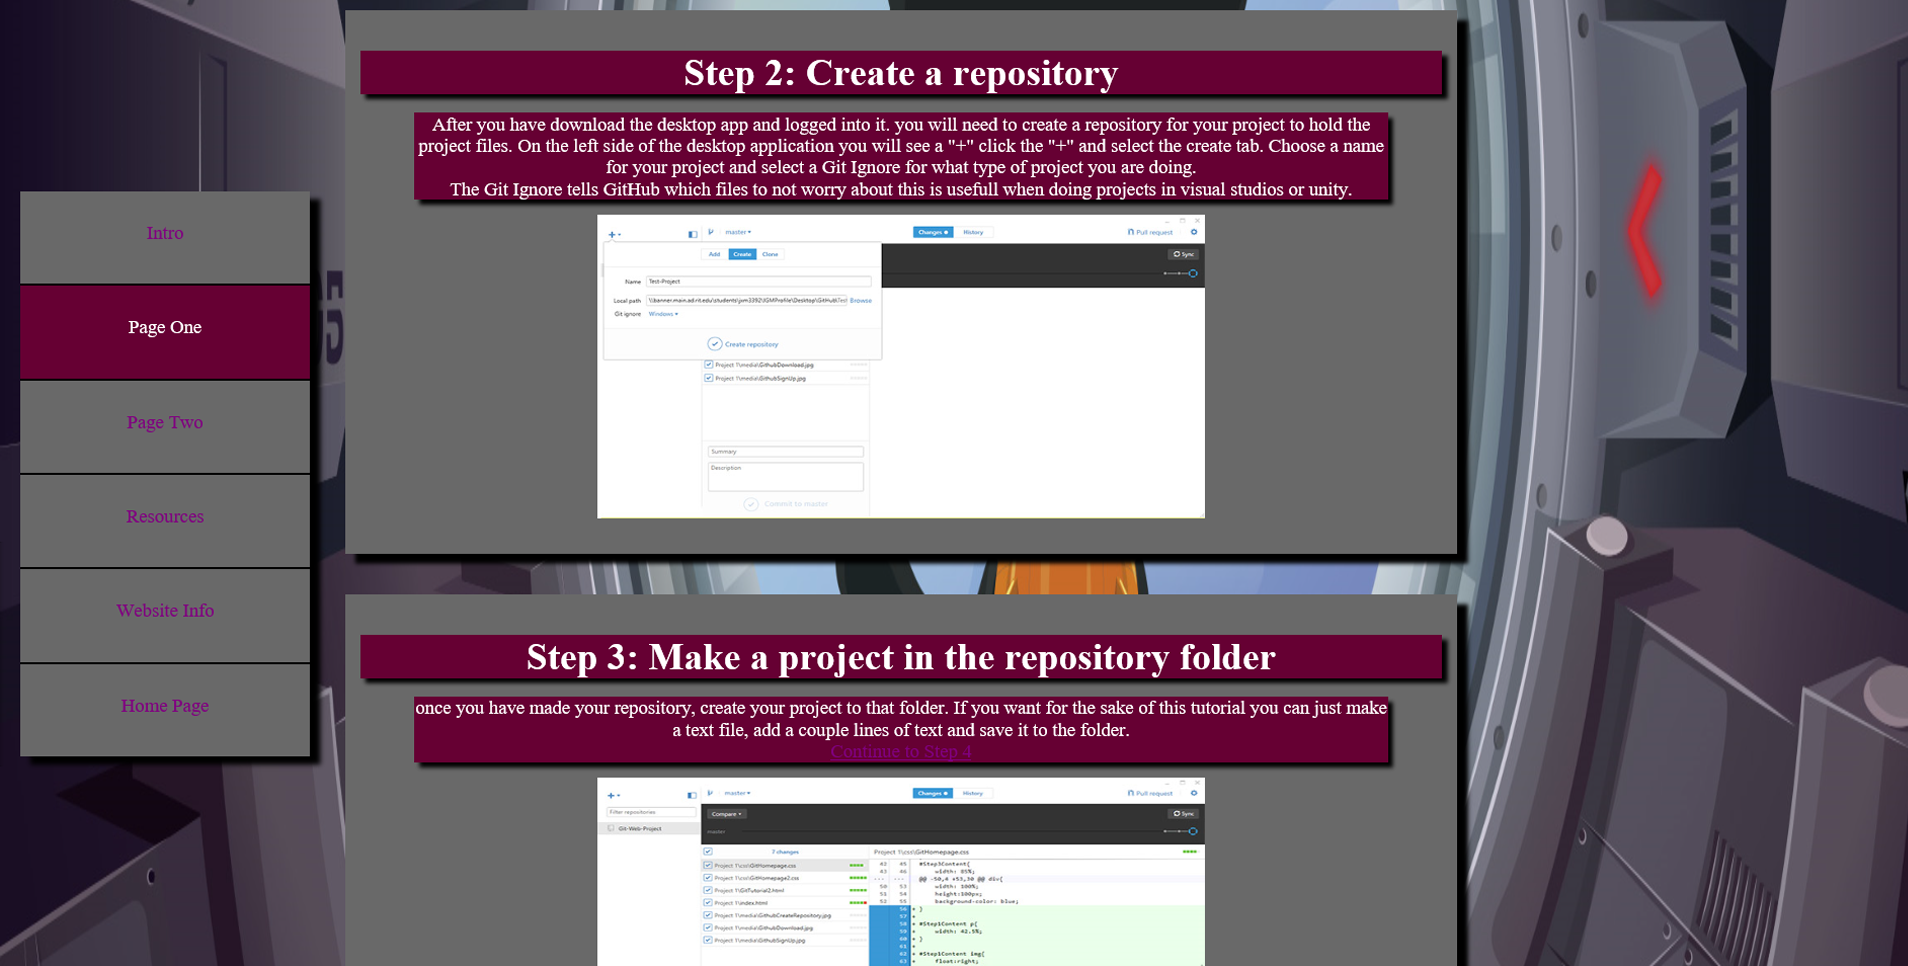 Step 2: Create a repository
After you have download the desktop app and logged into it. you will need to create a repository for your project to hold the
project files. On the left side of the desktop application you will see a "+" click the "+" and select the create tab. Choose a name
for your project and select a Git Ignore for what type of project you are doing.
The Git Ignore tells GitHub which files to not worry about this is usefull when doing projects in visual studios or unity.
Intro
Page One
Page Two
Resources
Website Info
Home Page
master
Changes
History
Pull request
Add Create Clone
Sync
Name Test-Project
Local path Browse
Git ignore Windows
Create repository
Project 1\media\GithubDownload.jpg
Project 1\media\GithubSignUp.jpg
Summary
Description
Commit to master
Step 3: Make a project in the repository folder
once you have made your repository, create your project to that folder. If you want for the sake of this tutorial you can just make
a text file, add a couple lines of text and save it to the folder.
Continue to Step 4
master
Changes
History
Pull request
Filter repositories
Compare
Sync
Git-Web-Project
master
7 changes
Project 1\css\GitHomepage.css
Project 1\css\GitHomepage.css
Project 1\css\GitHomepage2.css
Project 1\GitTutorial2.html
Project 1\index.html
Project 1\media\GithubCreateRepository.jpg
Project 1\media\GithubDownload.jpg
Project 1\media\GithubSignUp.jpg
42 45 #Step3Content{
43 46 width: 85%;
@@ -50,4 +53,30 @@ div{
50 53 width: 100%;
51 54 height:100px;
52 55 background-color: blue;
56 + }
57 +
58 + #Step1Content p{
59 + width: 42.5%;
60 + }
61 +
62 + #Step1Content img{
63 + float:right;